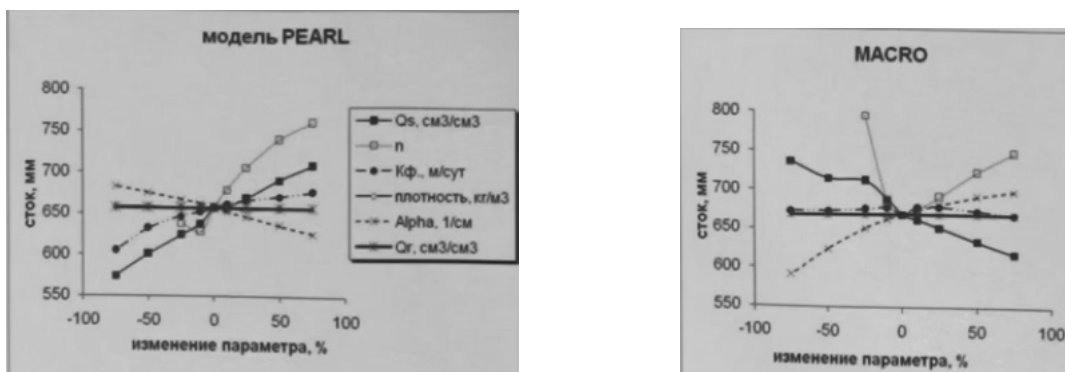 модель PEARL
800
750
700
650
600
550
сток, мм
-100 -50 0 50 100
изменение параметра, %
Qs, см3/см3
n
Кф., м/сут
плотность, кг/м3
Alpha, 1/см
Qr, см3/см3
MACRO
800
750
700
650
600
550
сток, мм
-100 -50 0 50 100
изменение параметра, %